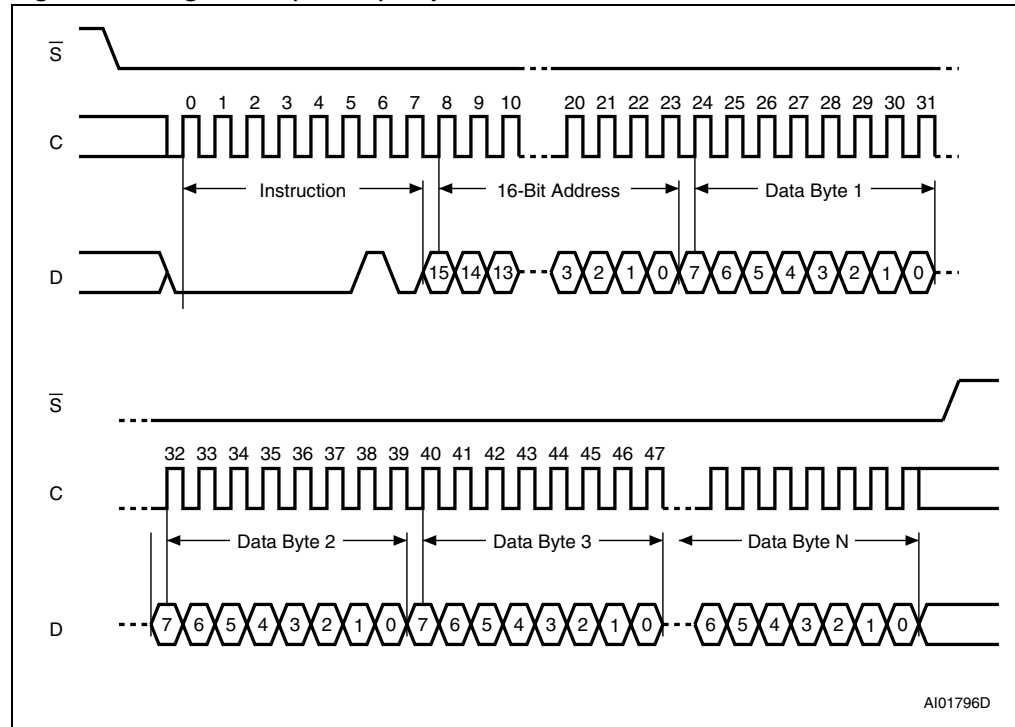 S
0 1 2 3 4 5 6 7 8 9 10 20 21 22 23 24 25 26 27 28 29 30 31
C
Instruction 16-Bit Address Data Byte 1
D 15 14 13 3 2 1 0 7 6 5 4 3 2 1 0
S
32 33 34 35 36 37 38 39 40 41 42 43 44 45 46 47
C
Data Byte 2 Data Byte 3 Data Byte N
D 7 6 5 4 3 2 1 0 7 6 5 4 3 2 1 0 6 5 4 3 2 1 0
AI01796D